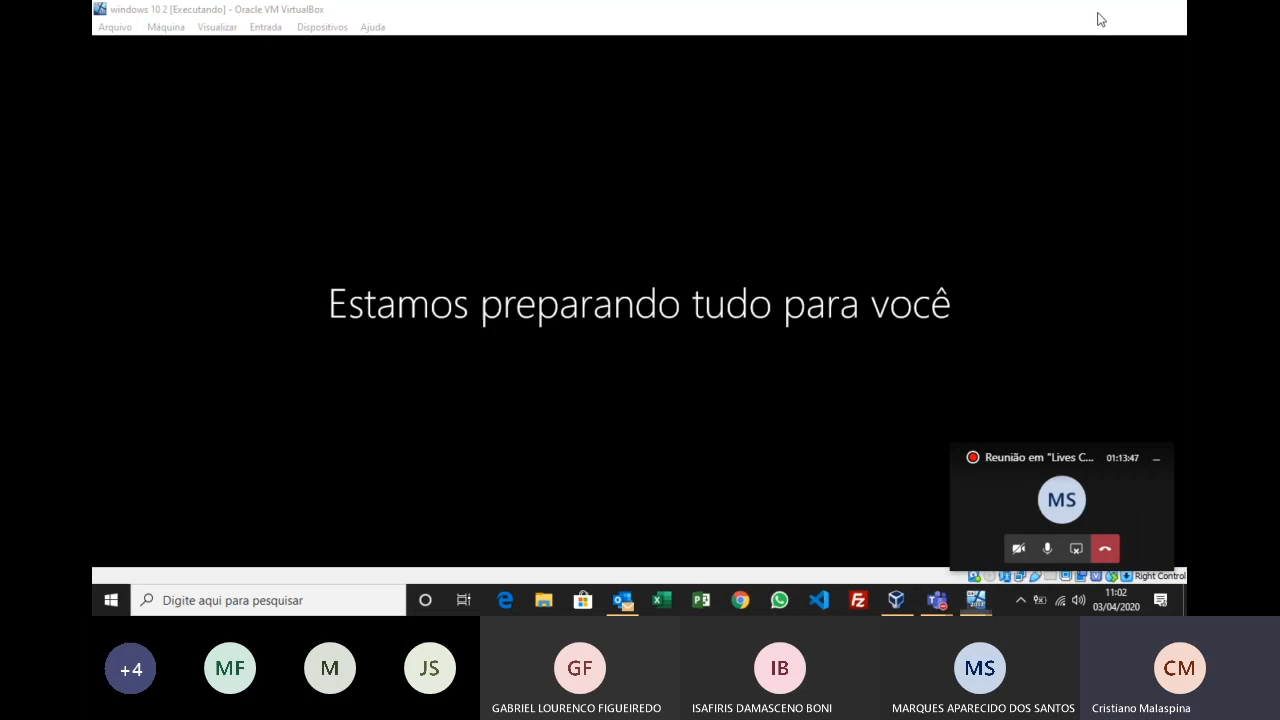 windows 10 2 [Executando] - Oracle VM VirtualBox
Arquivo Máquina Visualizar Entrada Dispositivos Ajuda
Estamos preparando tudo para você
Reunião em "Lives C... 01:13:47
MS
Right Control
Digite aqui para pesquisar
11:02
03/04/2020
+4 MF M JS GF IB MS CM
GABRIEL LOURENCO FIGUEIREDO ISAFIRIS DAMASCENO BONI MARQUES APARECIDO DOS SANTOS Cristiano Malaspina